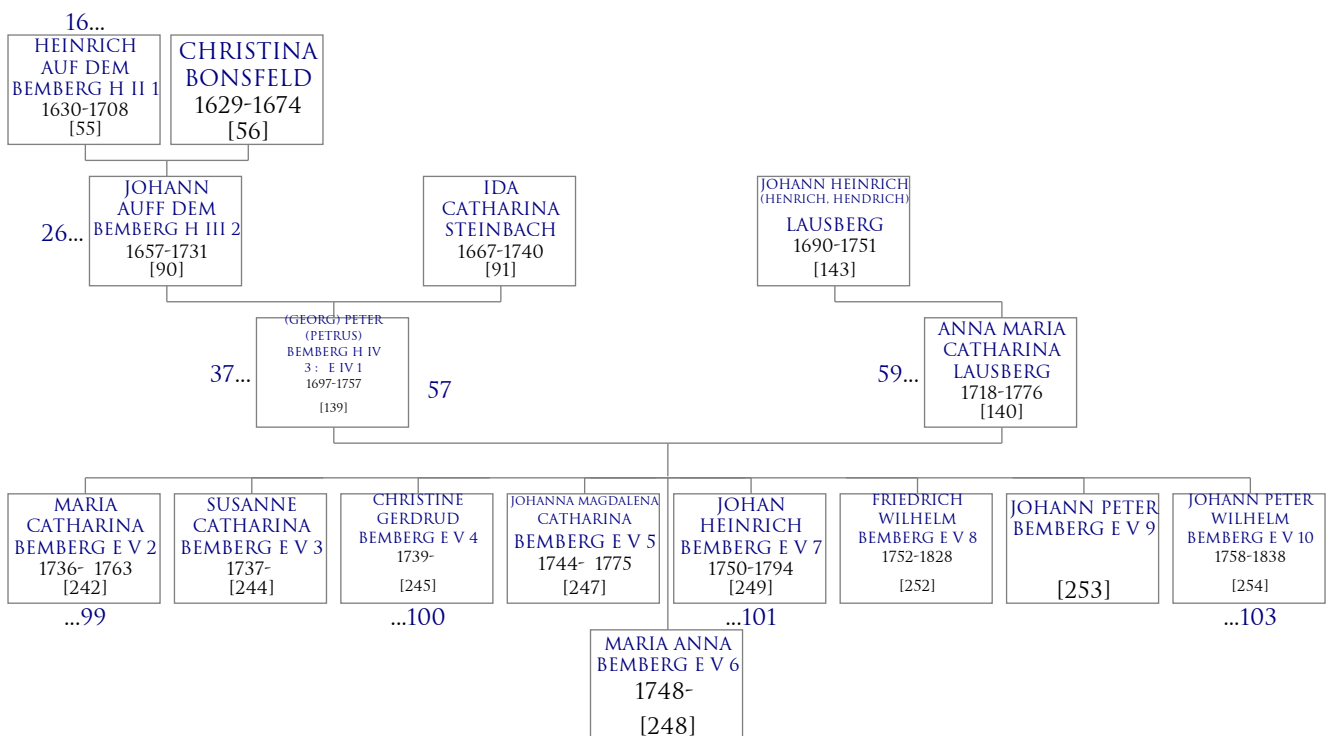 16...
HEINRICH
AUF DEM
BEMBERG H II 1
1630-1708
[55]
CHRISTINA
BONSFELD
1629-1674
[56]
26...
JOHANN
AUFF DEM
BEMBERG H III 2
1657-1731
[90]
IDA
CATHARINA
STEINBACH
1667-1740
[91]
JOHANN HEINRICH
(HENRICH, HENDRICH)
LAUSBERG
1690-1751
[143]
37...
(GEORG) PETER
(PETRUS)
BEMBERG H IV
3 : E IV 1
1697-1757
[139]
57
59...
ANNA MARIA
CATHARINA
LAUSBERG
1718-1776
[140]
MARIA
CATHARINA
BEMBERG E V 2
1736- 1763
[242]
...99
SUSANNE
CATHARINA
BEMBERG E V 3
1737-
[244]
CHRISTINE
GERDRUD
BEMBERG E V 4
1739-
[245]
...100
JOHANNA MAGDALENA
CATHARINA
BEMBERG E V 5
1744- 1775
[247]
JOHAN
HEINRICH
BEMBERG E V 7
1750-1794
[249]
...101
FRIEDRICH
WILHELM
BEMBERG E V 8
1752-1828
[252]
JOHANN PETER
BEMBERG E V 9
[253]
JOHANN PETER
WILHELM
BEMBERG E V 10
1758-1838
[254]
...103
MARIA ANNA
BEMBERG E V 6
1748-
[248]